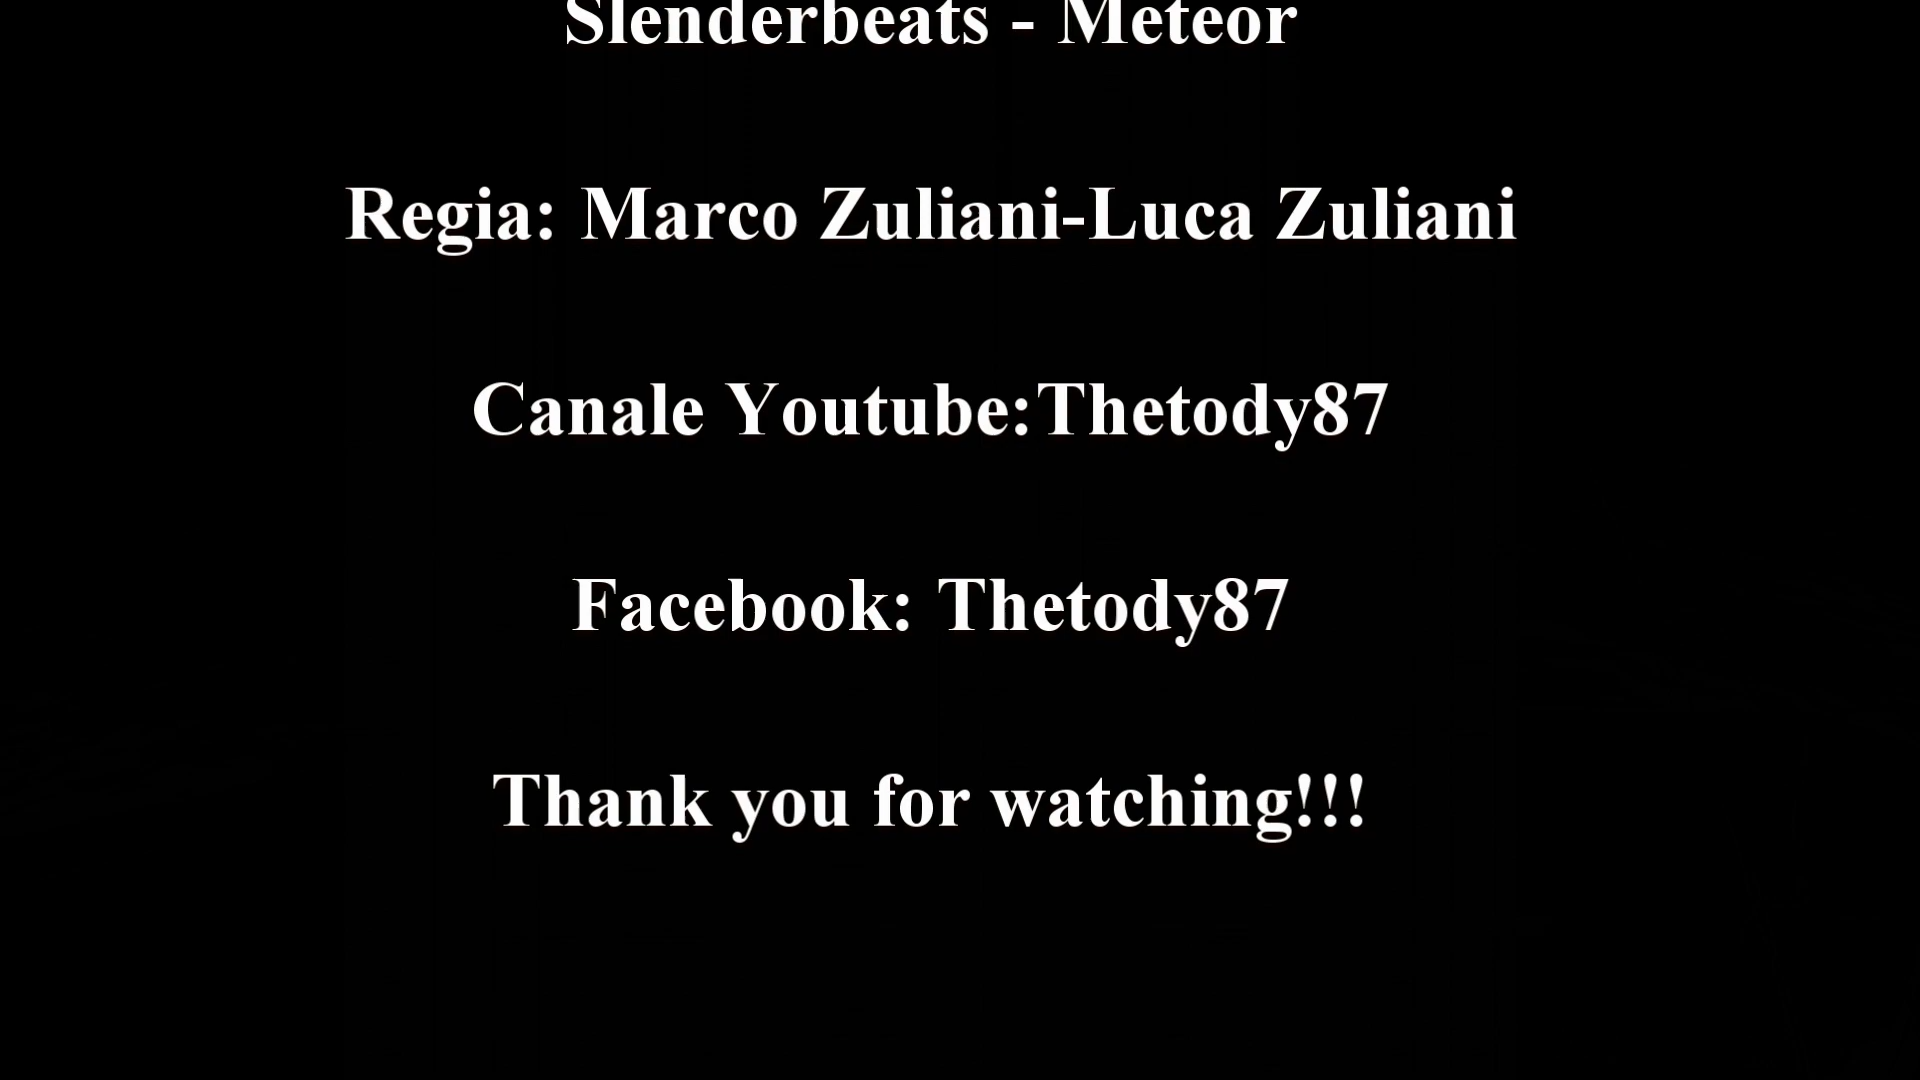 Slenderbeats - Meteor
Regia: Marco Zuliani-Luca Zuliani
Canale Youtube:Thetody87
Facebook: Thetody87
Thank you for watching!!!